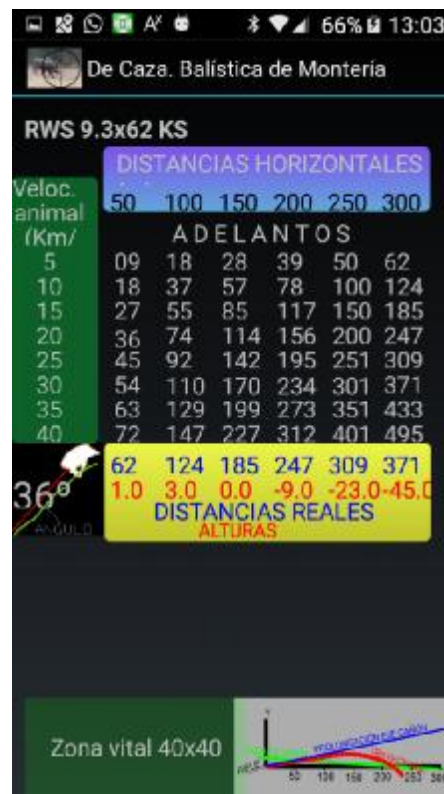 66% 13:03
De Caza. Balística de Montería
RWS 9.3x62 KS
DISTANCIAS HORIZONTALES
Veloc. animal (Km/
50 100 150 200 250 300
ADELANTOS
5 09 18 28 39 50 62
10 18 37 57 78 100 124
15 27 55 85 117 150 185
20 36 74 114 156 200 247
25 45 92 142 195 251 309
30 54 110 170 234 301 371
35 63 129 199 273 351 433
40 72 147 227 312 401 495
62 124 185 247 309 371
36º 1.0 3.0 0.0 -9.0 -23.0 -45.0
ANGULO DISTANCIAS REALES
ALTURAS
Zona vital 40x40
PROLONGACION EJE CAÑON
50 100 150 200 250 300